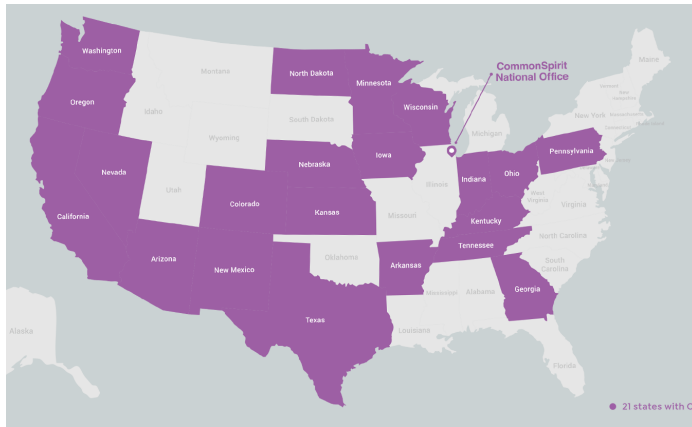 Washington
Montana
North Dakota
Minnesota
CommonSpirit
National Office
Maine
Oregon
Idaho
Wyoming
South Dakota
Wisconsin
Michigan
New York
Nevada
Utah
Nebraska
Iowa
Illinois
Indiana
Ohio
Pennsylvania
California
Colorado
Kansas
Missouri
Kentucky
West
Virginia
Virginia
Arizona
New Mexico
Oklahoma
Arkansas
Tennessee
North Carolina
South
Carolina
Texas
Louisiana
Mississippi
Alabama
Georgia
Florida
Alaska
21 states with C